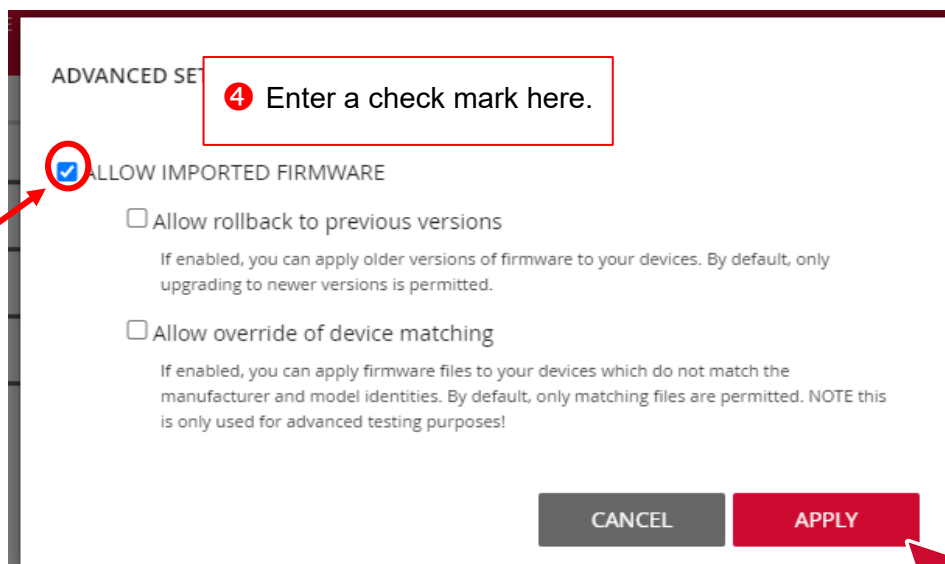 ADVANCED SET
❹ Enter a check mark here.
ALLOW IMPORTED FIRMWARE
Allow rollback to previous versions
If enabled, you can apply older versions of firmware to your devices. By default, only
upgrading to newer versions is permitted.
Allow override of device matching
If enabled, you can apply firmware files to your devices which do not match the
manufacturer and model identities. By default, only matching files are permitted. NOTE this
is only used for advanced testing purposes!
CANCEL APPLY